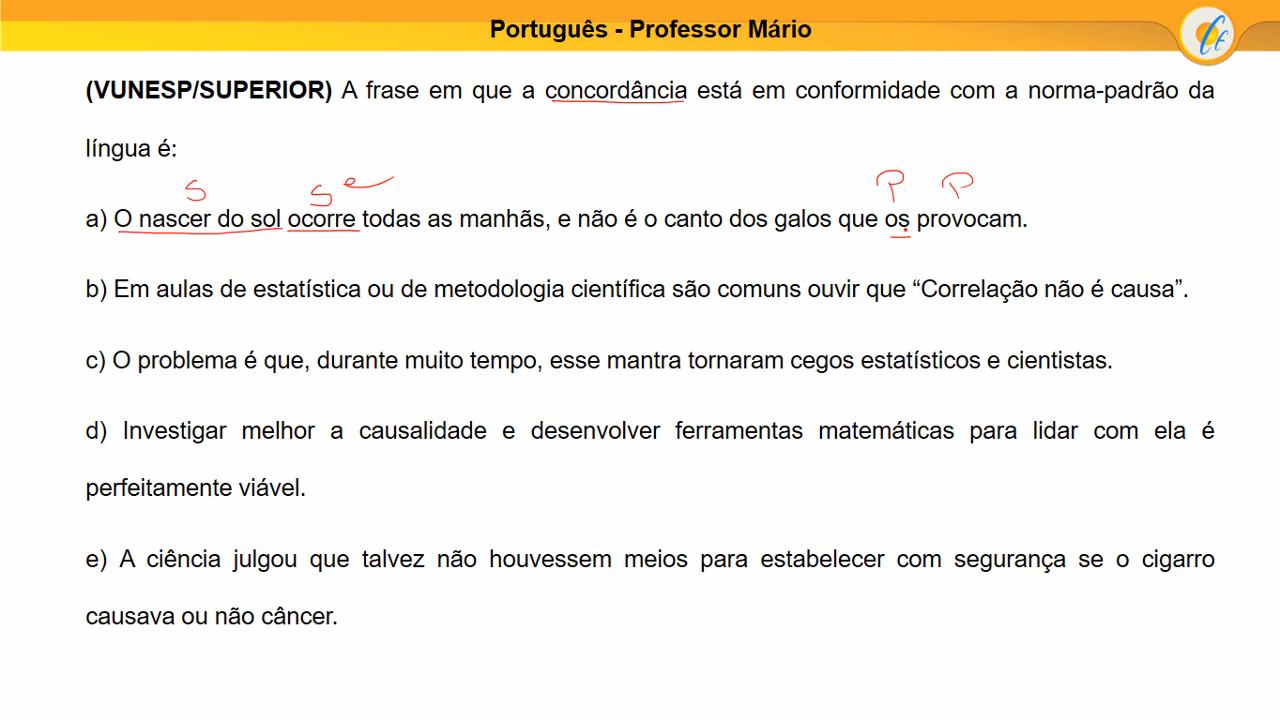 Português - Professor Mário
(VUNESP/SUPERIOR) A frase em que a concordância está em conformidade com a norma-padrão da
língua é:
S S P P
a) O nascer do sol ocorre todas as manhãs, e não é o canto dos galos que os provocam.
b) Em aulas de estatística ou de metodologia científica são comuns ouvir que “Correlação não é causa”.
c) O problema é que, durante muito tempo, esse mantra tornaram cegos estatísticos e cientistas.
d) Investigar melhor a causalidade e desenvolver ferramentas matemáticas para lidar com ela é
perfeitamente viável.
e) A ciência julgou que talvez não houvessem meios para estabelecer com segurança se o cigarro
causava ou não câncer.